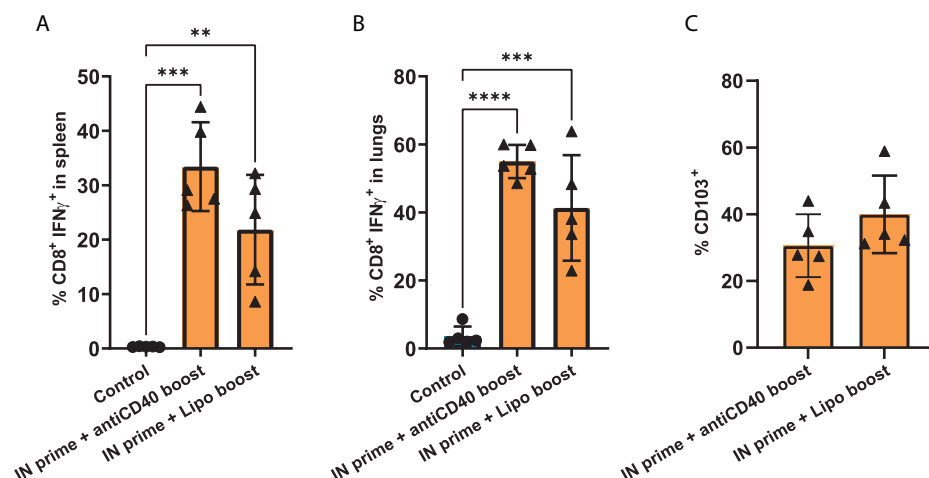 A
% CD8+ IFNγ+ in spleen
50
40
30
20
10
0
**
***
Control
IN prime + antiCD40 boost
IN prime + Lipo boost
B
% CD8+ IFNγ+ in lungs
80
60
40
20
0
***
****
Control
IN prime + antiCD40 boost
IN prime + Lipo boost
C
% CD103+
80
60
40
20
0
IN prime + antiCD40 boost
IN prime + Lipo boost